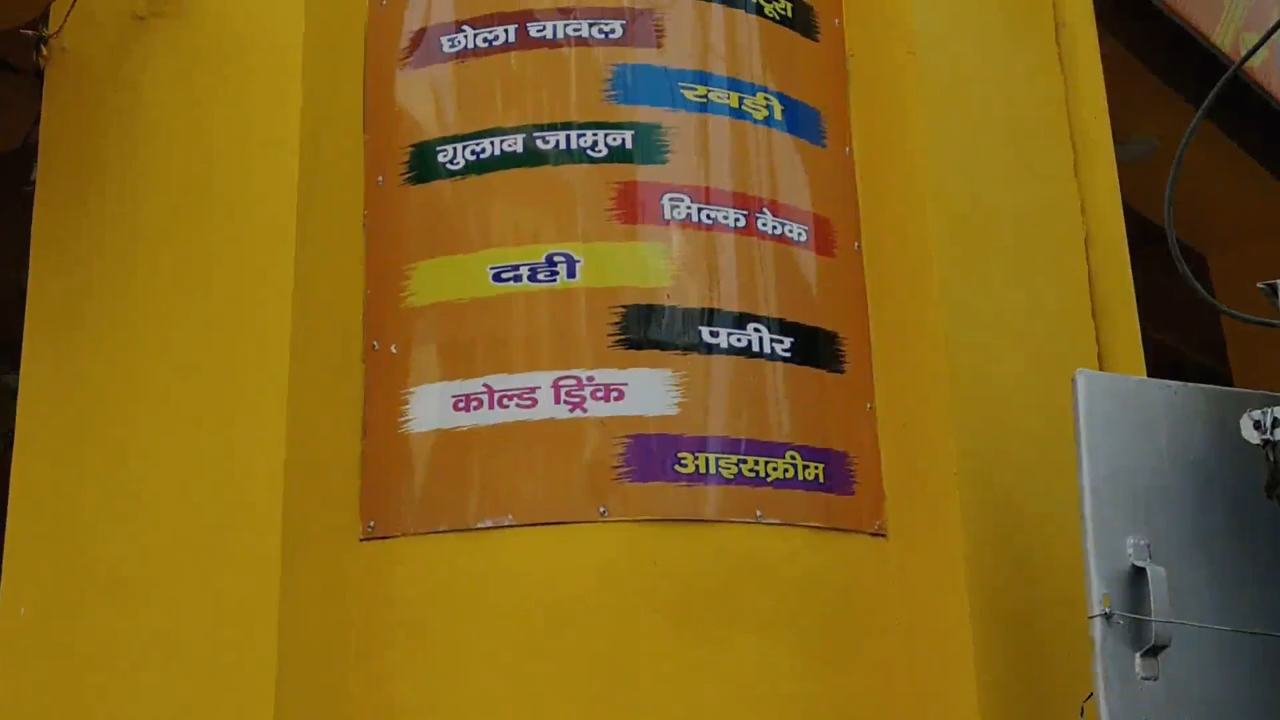 छोला चावल
रबड़ी
गुलाब जामुन
मिल्क केक
दही
पनीर
कोल्ड ड्रिंक
आइसक्रीम